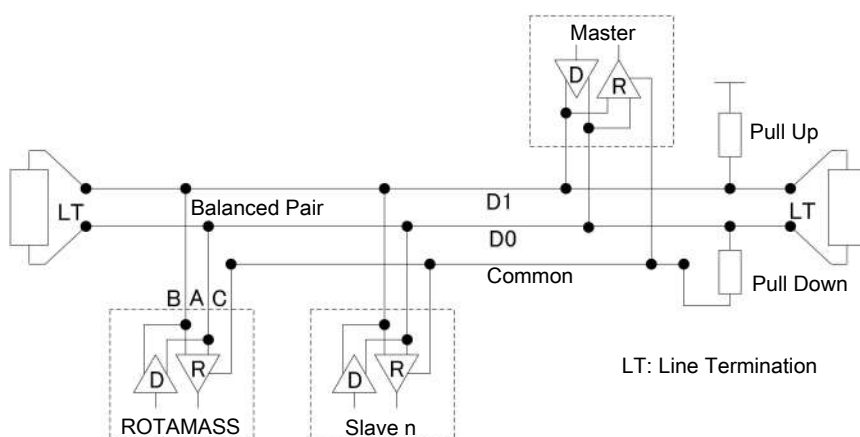 Master
D
R
Pull Up
LT
Balanced Pair
D1
LT
D0
Common
Pull Down
B A C
D
R
D
R
LT: Line Termination
ROTAMASS
Slave n